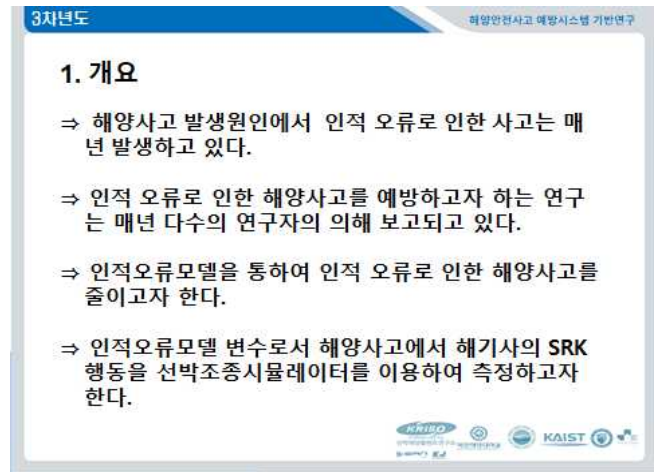 3차년도
해양안전사고 예방시스템 기반연구
1. 개요
⇒ 해양사고 발생원인에서 인적 오류로 인한 사고는 매
년 발생하고 있다.
⇒ 인적 오류로 인한 해양사고를 예방하고자 하는 연구
는 매년 다수의 연구자의 의해 보고되고 있다.
⇒ 인적오류모델을 통하여 인적 오류로 인한 해양사고를
줄이고자 한다.
⇒ 인적오류모델 변수로서 해양사고에서 해기사의 SRK
행동을 선박조종시뮬레이터를 이용하여 측정하고자
한다.
KRISO
KAIST